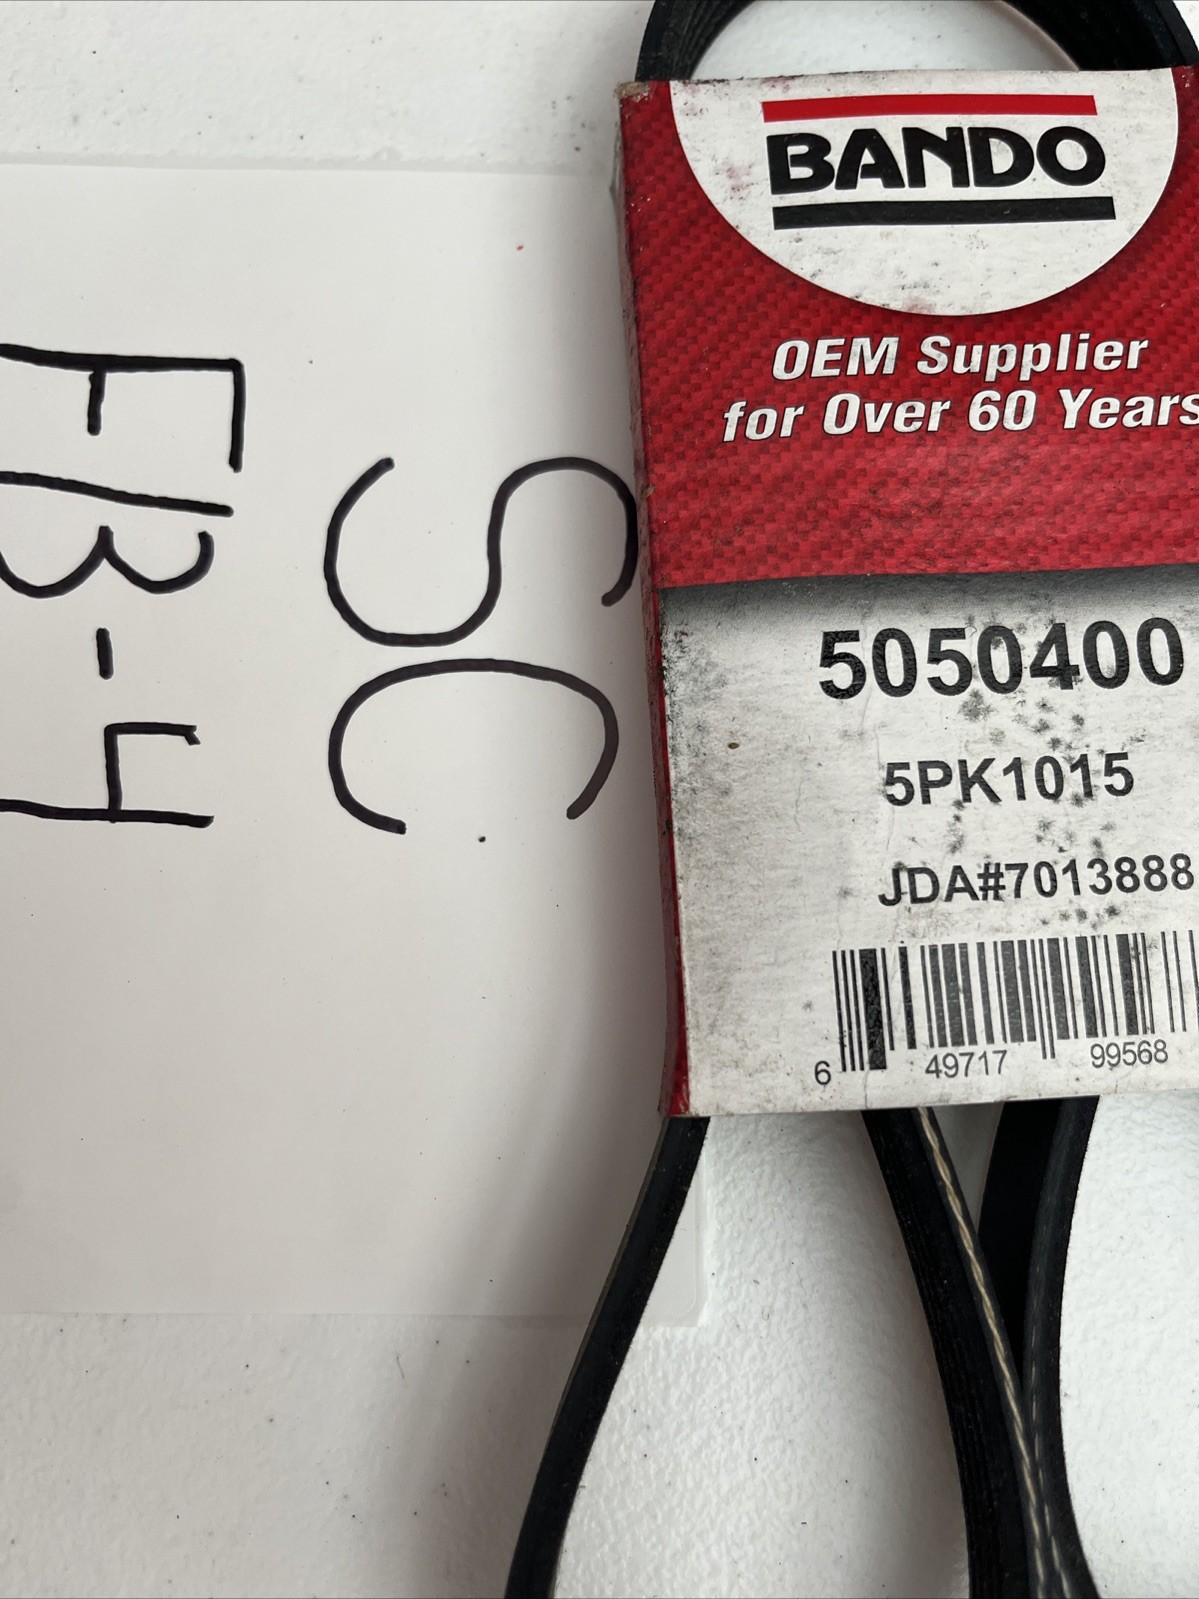 BANDO
OEM Supplier
for Over 60 Years
5050400
5PK1015
JDA#7013888
6 49717 99568
SC
FB-4